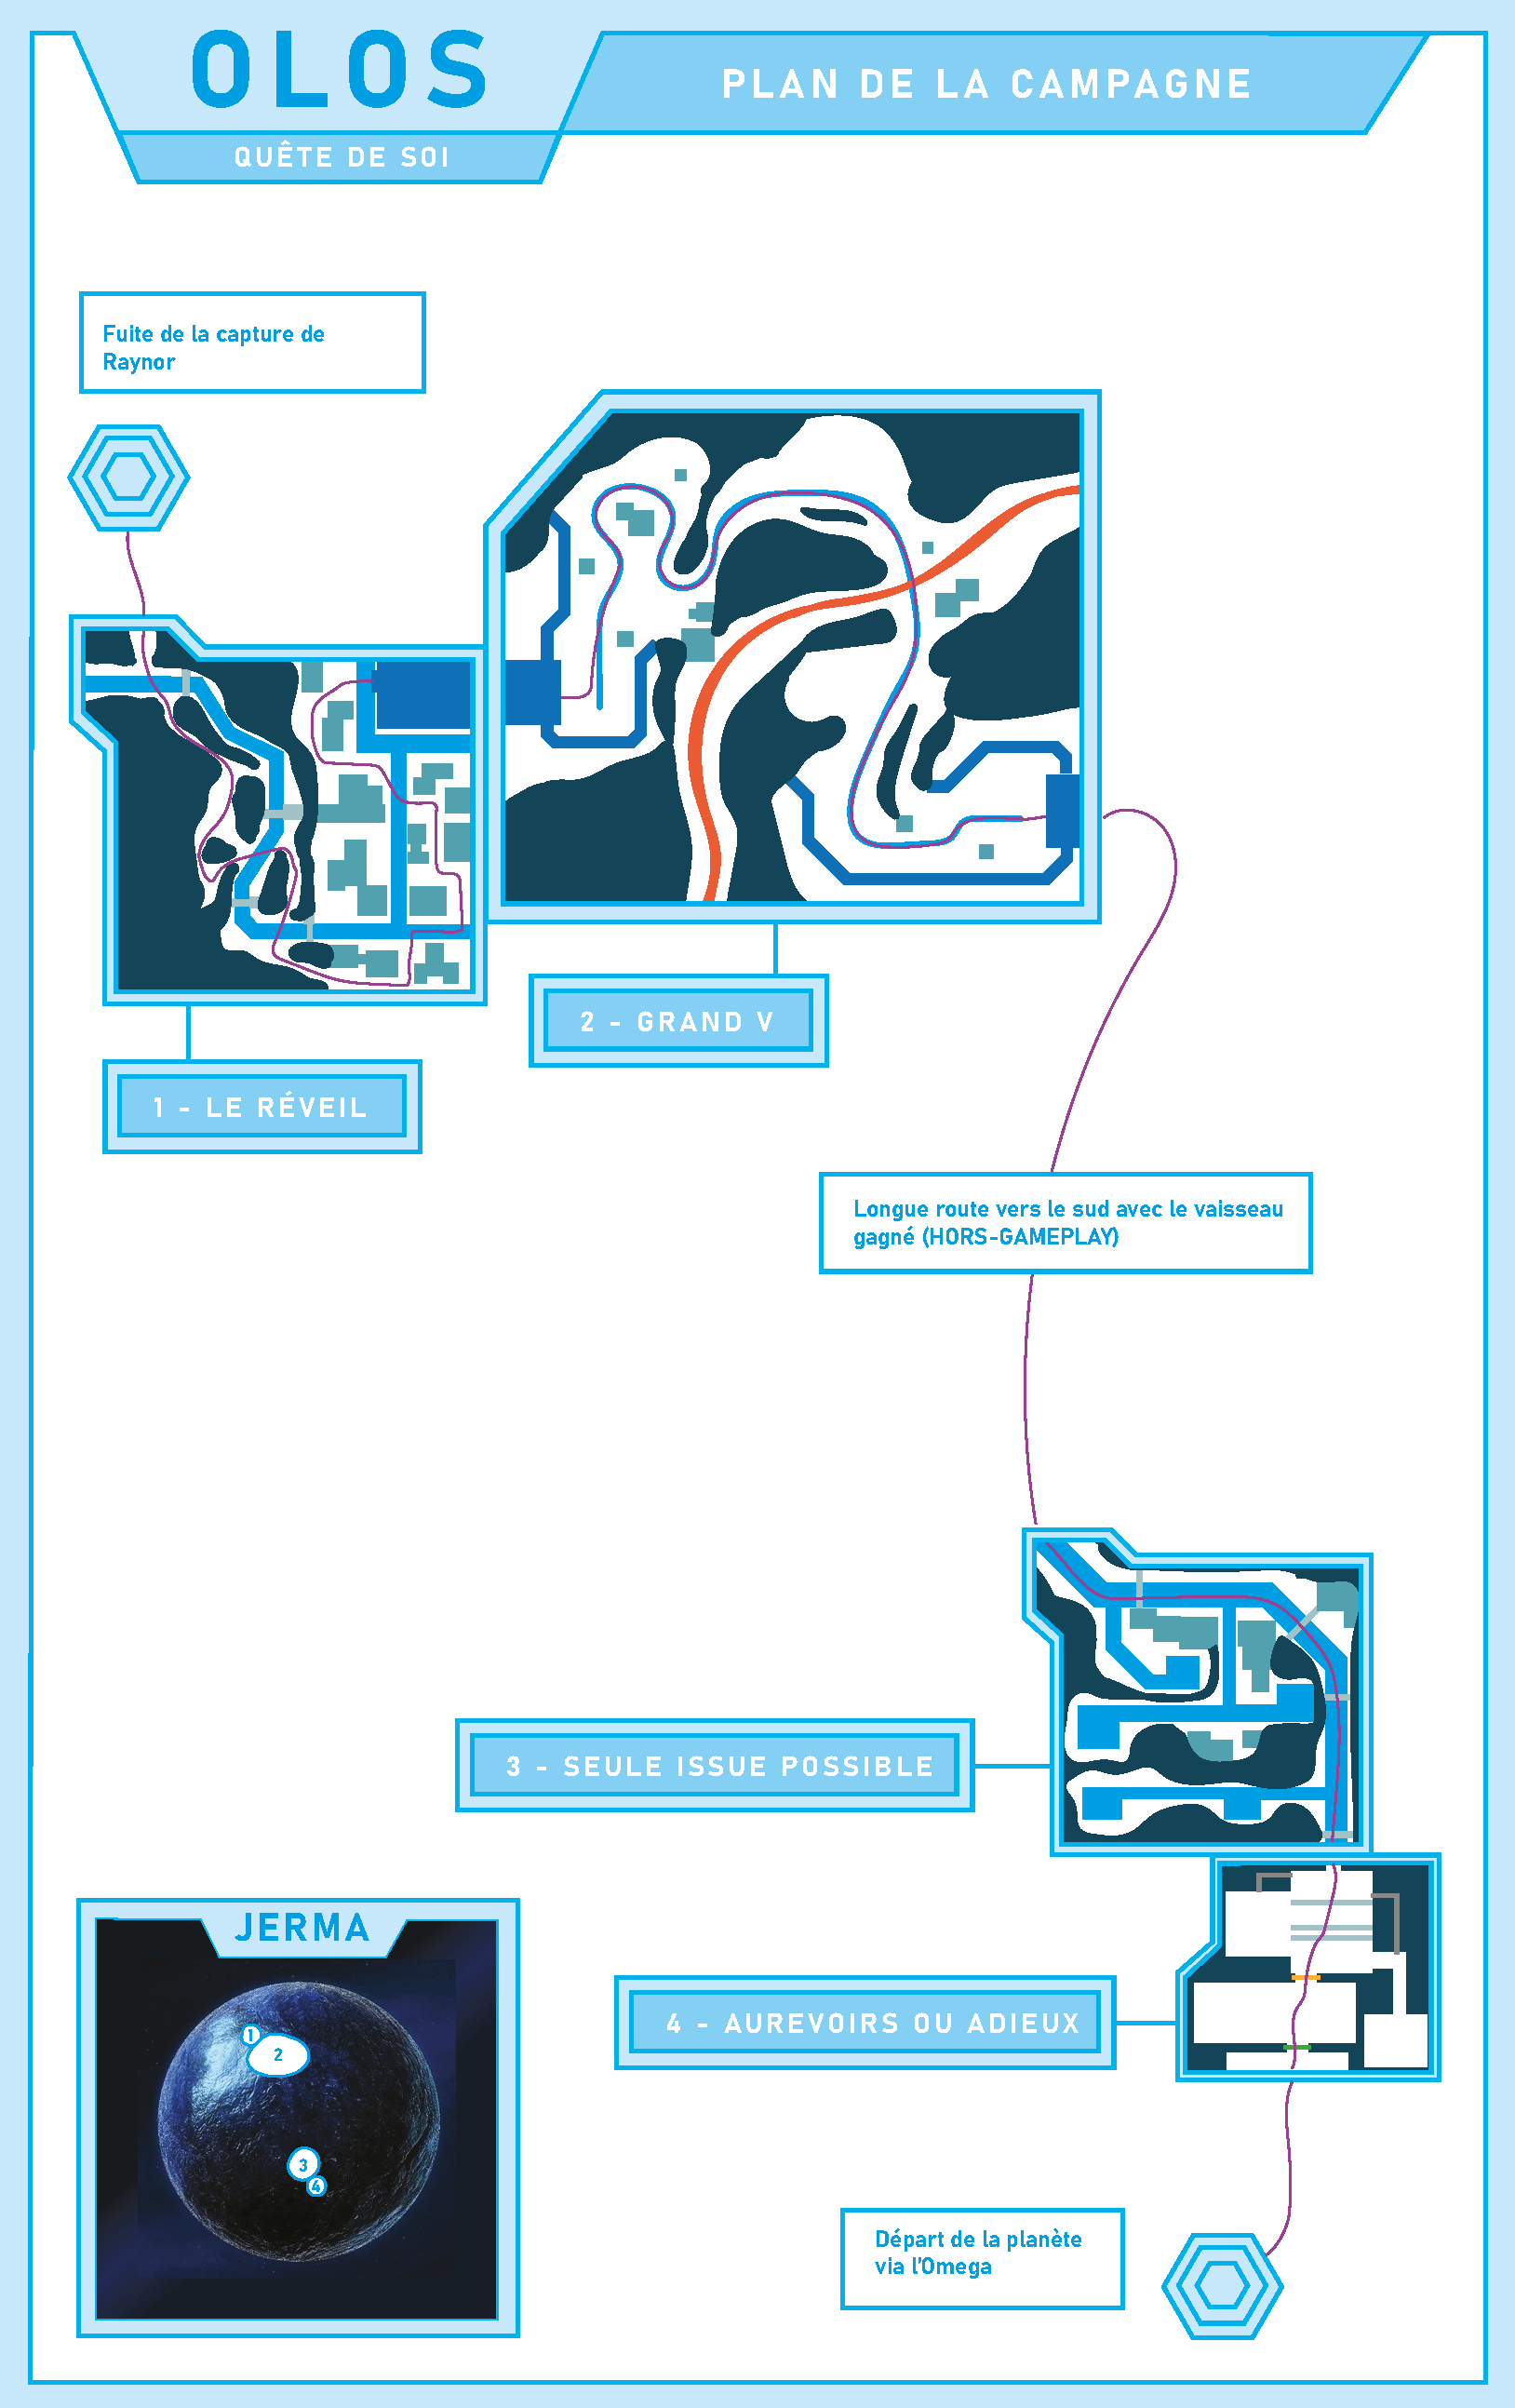 OLOS
PLAN DE LA CAMPAGNE
QUÊTE DE SOI
Fuite de la capture de
Raynor
2 - GRAND V
1 - LE RÉVEIL
Longue route vers le sud avec le vaisseau
gagné (HORS-GAMEPLAY)
3 - SEULE ISSUE POSSIBLE
JERMA
4 - AUREVOIRS OU ADIEUX
1
2
3
4
Départ de la planète
via l'Omega